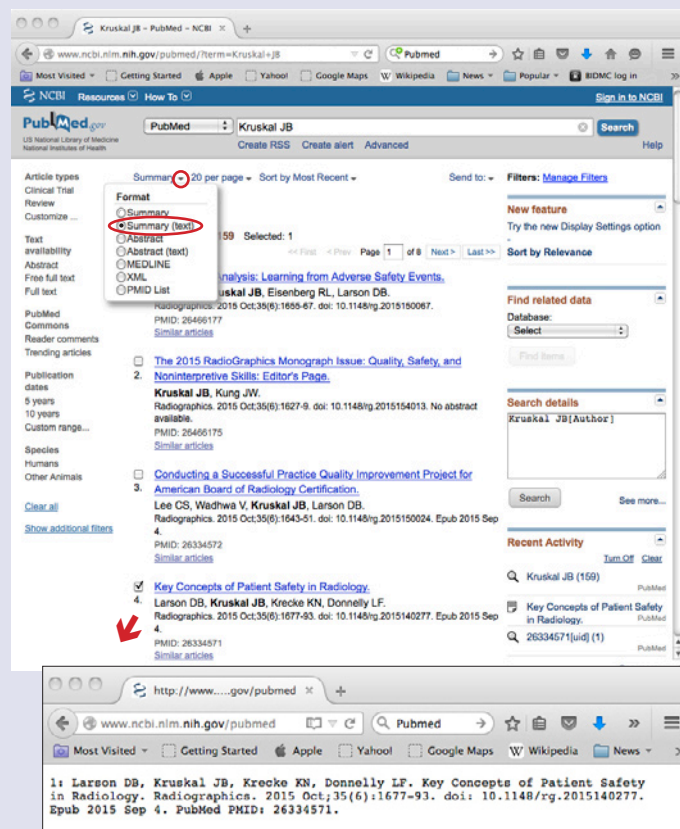 Kruskal JB - PubMed - NCBI × +
www.ncbi.nlm.nih.gov/pubmed/?term=Kruskal+JB Pubmed
Most Visited Getting Started Apple Yahoo! Google Maps Wikipedia News Popular BIDMC log in »
NCBI Resources How To Sign in to NCBI
PubMed.gov
US National Library of Medicine
National Institutes of Health
PubMed Kruskal JB Search
Create RSS Create alert Advanced Help
Article types
Clinical Trial
Review
Customize ...
Text
availability
Abstract
Free full text
Full text
PubMed
Commons
Reader comments
Trending articles
Publication
dates
5 years
10 years
Custom range...
Species
Humans
Other Animals
Clear all
Show additional filters
Summary 20 per page Sort by Most Recent Send to:
Format
Summary
Summary (text)
Abstract
Abstract (text)
MEDLINE
XML
PMID List
59 Selected: 1
<< First < Prev Page 1 of 8 Next > Last >>
nalysis: Learning from Adverse Safety Events.
uskal JB, Eisenberg RL, Larson DB.
Radiographics. 2015 Oct;35(6):1655-67. doi: 10.1148/rg.2015150067.
PMID: 26466177
Similar articles
The 2015 RadioGraphics Monograph Issue: Quality, Safety, and
2. Noninterpretive Skills: Editor's Page.
Kruskal JB, Kung JW.
Radiographics. 2015 Oct;35(6):1627-9. doi: 10.1148/rg.2015154013. No abstract
available.
PMID: 26466175
Similar articles
Conducting a Successful Practice Quality Improvement Project for
3. American Board of Radiology Certification.
Lee CS, Wadhwa V, Kruskal JB, Larson DB.
Radiographics. 2015 Oct;35(6):1643-51. doi: 10.1148/rg.2015150024. Epub 2015 Sep
4.
PMID: 26334572
Similar articles
Key Concepts of Patient Safety in Radiology.
4. Larson DB, Kruskal JB, Krecke KN, Donnelly LF.
Radiographics. 2015 Oct;35(6):1677-93. doi: 10.1148/rg.2015140277. Epub 2015 Sep
4.
PMID: 26334571
Similar articles
Filters: Manage Filters
New feature
Try the new Display Settings option
-
Sort by Relevance
Find related data
Database:
Select
Find items
Search details
Kruskal JB[Author]
Search See more...
Recent Activity
Turn Off Clear
Kruskal JB (159)
PubMed
Key Concepts of Patient Safety
in Radiology. PubMed
26334571[uid] (1)
PubMed
http://www.....gov/pubmed × +
www.ncbi.nlm.nih.gov/pubmed Pubmed »
Most Visited Getting Started Apple Yahoo! Google Maps Wikipedia News
1: Larson DB, Kruskal JB, Krecke KN, Donnelly LF. Key Concepts of Patient Safety
in Radiology. Radiographics. 2015 Oct;35(6):1677-93. doi: 10.1148/rg.2015140277.
Epub 2015 Sep 4. PubMed PMID: 26334571.